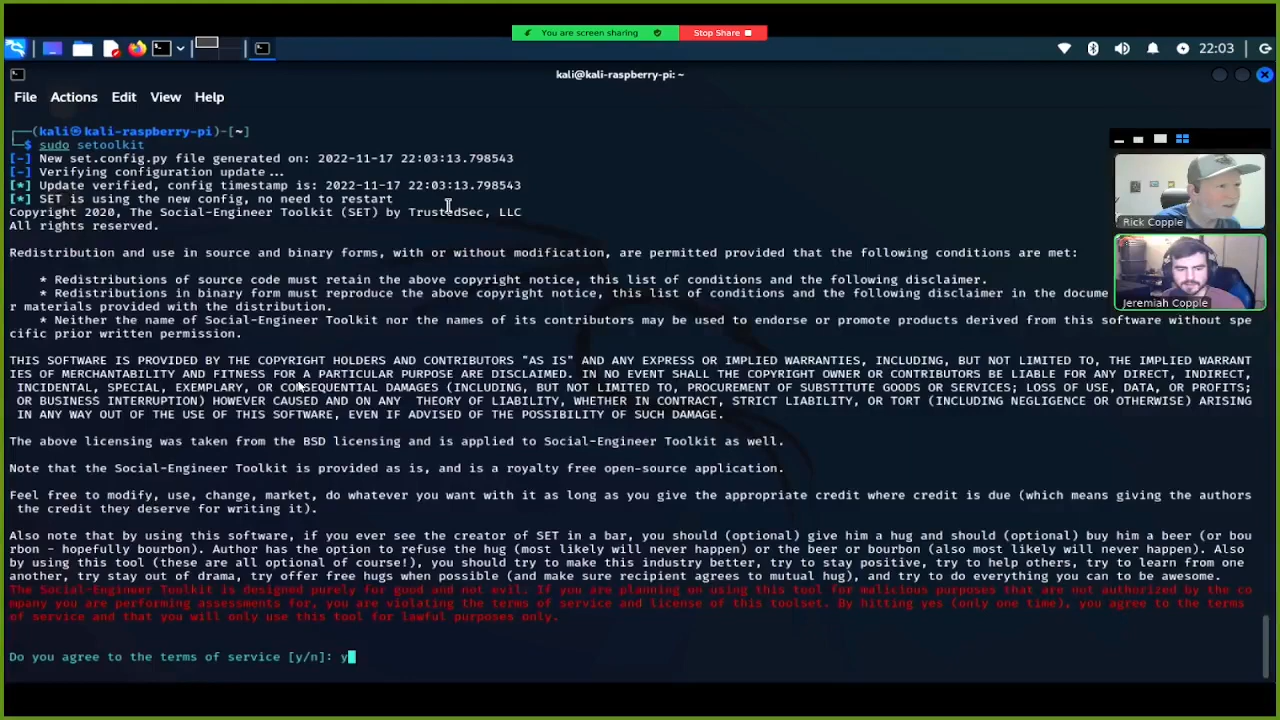 You are screen sharing
Stop Share
22:03
kali@kali-raspberry-pi: ~
File Actions Edit View Help
┌──(kali㉿kali-raspberry-pi)-[~]
└─$ sudo setoolkit
[-] New set.config.py file generated on: 2022-11-17 22:03:13.798543
[-] Verifying configuration update...
[*] Update verified, config timestamp is: 2022-11-17 22:03:13.798543
[*] SET is using the new config, no need to restart
Copyright 2020, The Social-Engineer Toolkit (SET) by TrustedSec, LLC
All rights reserved.
Rick Copple
Redistribution and use in source and binary forms, with or without modification, are permitted provided that the following conditions are met:
* Redistributions of source code must retain the above copyright notice, this list of conditions and the following disclaimer.
* Redistributions in binary form must reproduce the above copyright notice, this list of conditions and the following disclaimer in the docume
r materials provided with the distribution.
Jeremiah Copple
* Neither the name of Social-Engineer Toolkit nor the names of its contributors may be used to endorse or promote products derived from this software without spe
cific prior written permission.
THIS SOFTWARE IS PROVIDED BY THE COPYRIGHT HOLDERS AND CONTRIBUTORS "AS IS" AND ANY EXPRESS OR IMPLIED WARRANTIES, INCLUDING, BUT NOT LIMITED TO, THE IMPLIED WARRANT
IES OF MERCHANTABILITY AND FITNESS FOR A PARTICULAR PURPOSE ARE DISCLAIMED. IN NO EVENT SHALL THE COPYRIGHT OWNER OR CONTRIBUTORS BE LIABLE FOR ANY DIRECT, INDIRECT,
INCIDENTAL, SPECIAL, EXEMPLARY, OR CONSEQUENTIAL DAMAGES (INCLUDING, BUT NOT LIMITED TO, PROCUREMENT OF SUBSTITUTE GOODS OR SERVICES; LOSS OF USE, DATA, OR PROFITS;
OR BUSINESS INTERRUPTION) HOWEVER CAUSED AND ON ANY THEORY OF LIABILITY, WHETHER IN CONTRACT, STRICT LIABILITY, OR TORT (INCLUDING NEGLIGENCE OR OTHERWISE) ARISING
IN ANY WAY OUT OF THE USE OF THIS SOFTWARE, EVEN IF ADVISED OF THE POSSIBILITY OF SUCH DAMAGE.
The above licensing was taken from the BSD licensing and is applied to Social-Engineer Toolkit as well.
Note that the Social-Engineer Toolkit is provided as is, and is a royalty free open-source application.
Feel free to modify, use, change, market, do whatever you want with it as long as you give the appropriate credit where credit is due (which means giving the authors
the credit they deserve for writing it).
Also note that by using this software, if you ever see the creator of SET in a bar, you should (optional) give him a hug and should (optional) buy him a beer (or bou
rbon - hopefully bourbon). Author has the option to refuse the hug (most likely will never happen) or the beer or bourbon (also most likely will never happen). Also
by using this tool (these are all optional of course!), you should try to make this industry better, try to stay positive, try to help others, try to learn from one
another, try stay out of drama, try offer free hugs when possible (and make sure recipient agrees to mutual hug), and try to do everything you can to be awesome.
The Social-Engineer Toolkit is designed purely for good and not evil. If you are planning on using this tool for malicious purposes that are not authorized by the co
mpany you are performing assessments for, you are violating the terms of service and license of this toolset. By hitting yes (only one time), you agree to the terms
of service and that you will only use this tool for lawful purposes only.
Do you agree to the terms of service [y/n]: y